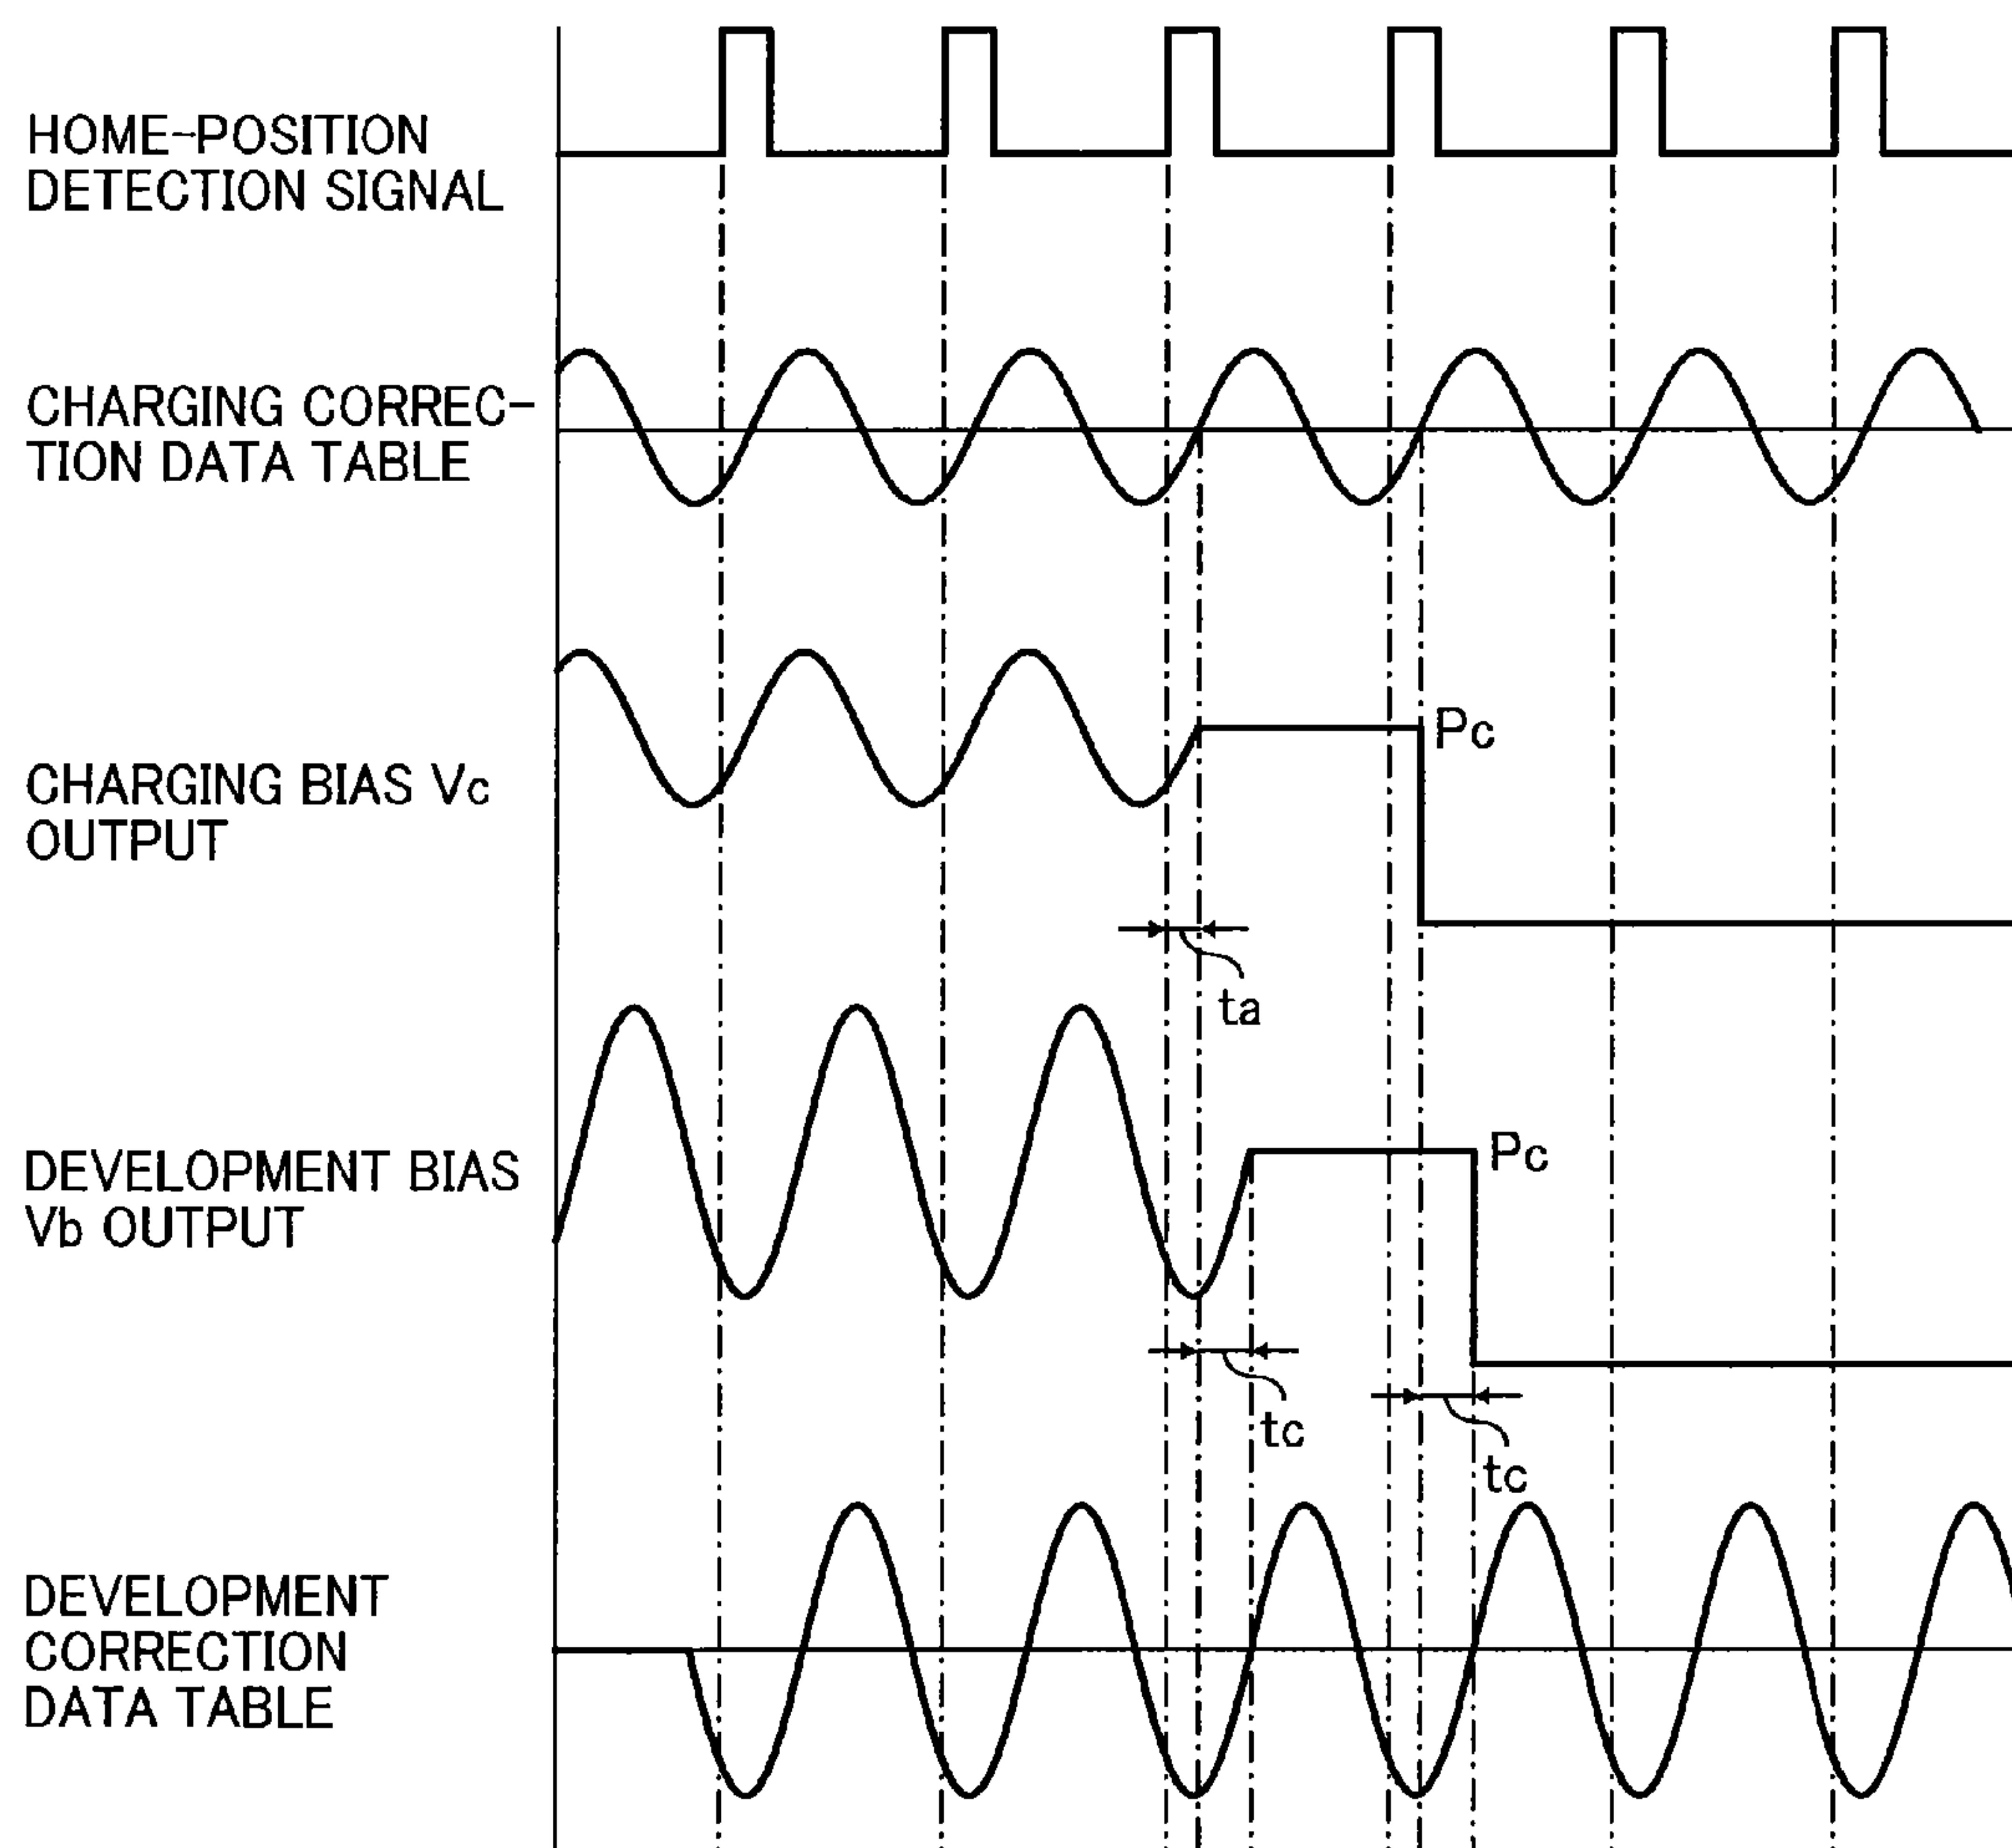 HOME-POSITION
DETECTION SIGNAL
CHARGING CORREC-
TION DATA TABLE
Pc
CHARGING BIAS Vc
OUTPUT
ta
DEVELOPMENT BIAS
Vb OUTPUT
Pc
tc
tc
DEVELOPMENT
CORRECTION
DATA TABLE